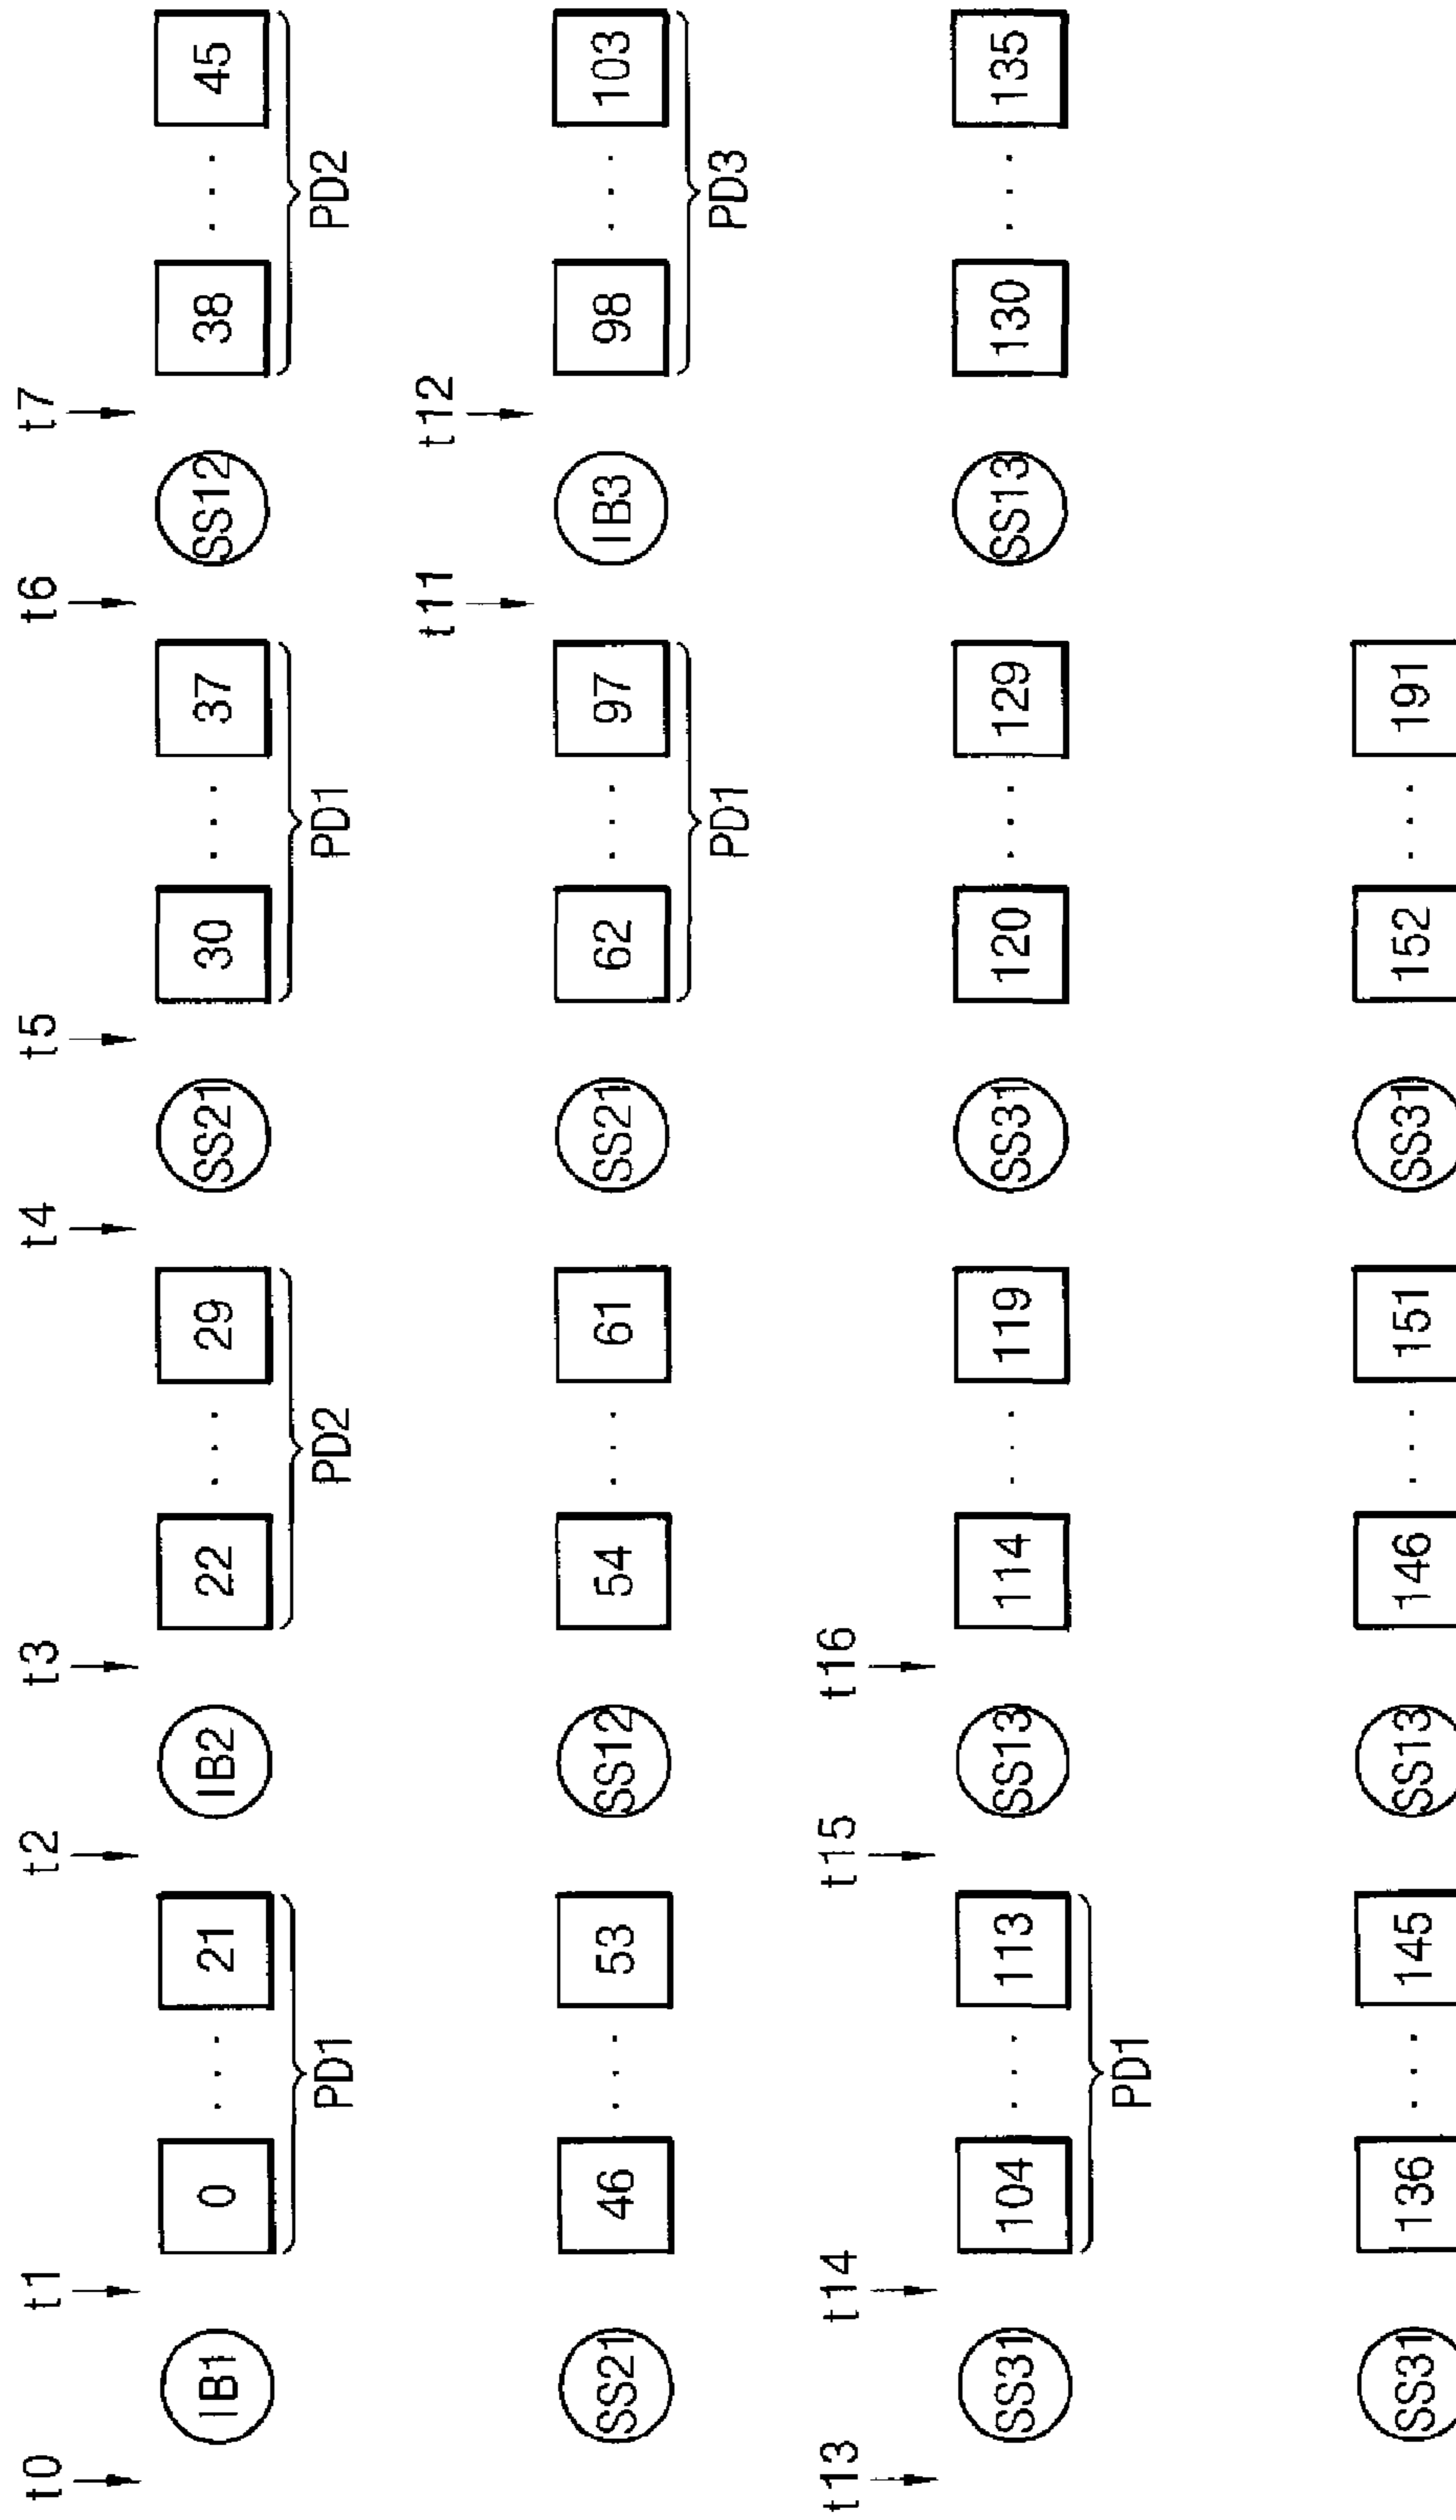 t0 t1 t2 t3 t4 t5 t6 t7
IB1 0 . . . 21 IB2 22 . . . 29 SS21 30 . . . 37 SS12 38 . . . 45
PD1 PD2 PD1 PD2
t11 t12
SS21 46 . . . 53 SS12 54 . . . 61 SS21 62 . . . 97 IB3 98 . . . 103
PD1 PD3
t13 t14 t15 t16
SS31 104 . . . 113 SS13 114 . . . 119 SS31 120 . . . 129 SS13 130 . . . 135
PD1
SS31 136 . . . 145 SS13 146 . . . 151 SS31 152 . . . 191